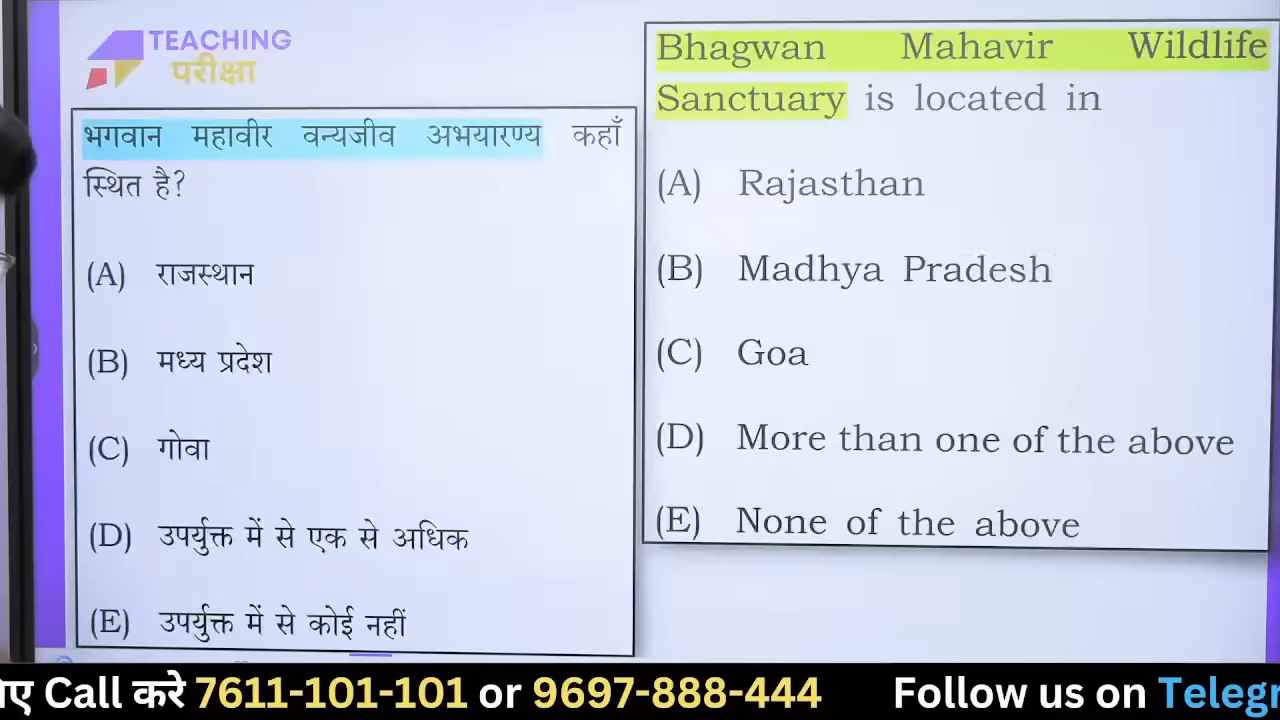 TEACHING
परीक्षा
भगवान महावीर वन्यजीव अभयारण्य कहाँ
स्थित है?
(A) राजस्थान
(B) मध्य प्रदेश
(C) गोवा
(D) उपर्युक्त में से एक से अधिक
(E) उपर्युक्त में से कोई नहीं
Bhagwan Mahavir Wildlife
Sanctuary is located in
(A) Rajasthan
(B) Madhya Pradesh
(C) Goa
(D) More than one of the above
(E) None of the above
Call करे 7611-101-101 or 9697-888-444 Follow us on